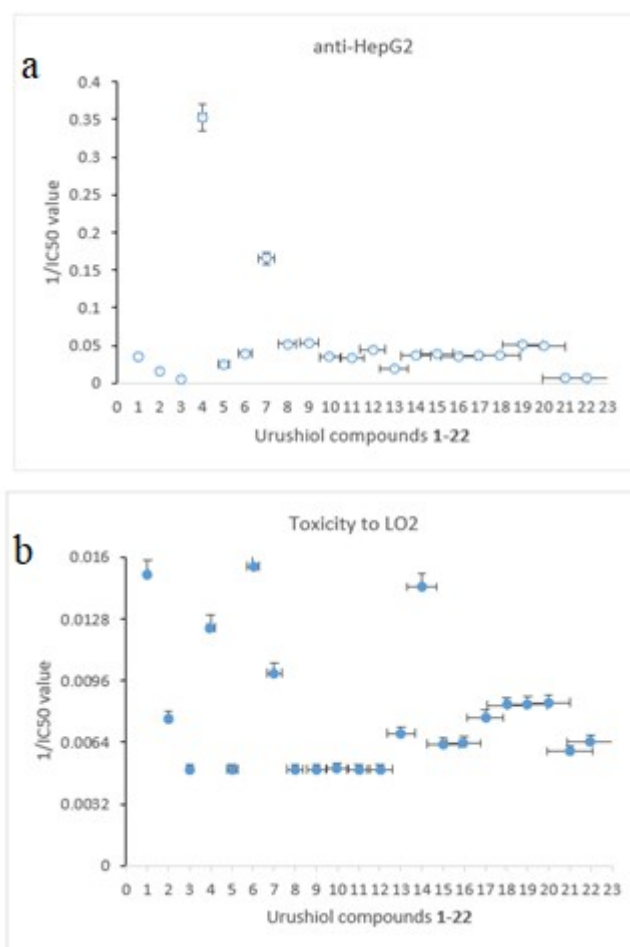 a
anti-HepG2
1/IC50 value
0.4
0.35
0.3
0.25
0.2
0.15
0.1
0.05
0
0 1 2 3 4 5 6 7 8 9 10 11 12 13 14 15 16 17 18 19 20 21 22 23
Urushiol compounds 1-22
b
Toxicity to LO2
1/IC50 value
0.016
0.0128
0.0096
0.0064
0.0032
0
0 1 2 3 4 5 6 7 8 9 10 11 12 13 14 15 16 17 18 19 20 21 22 23
Urushiol compounds 1-22